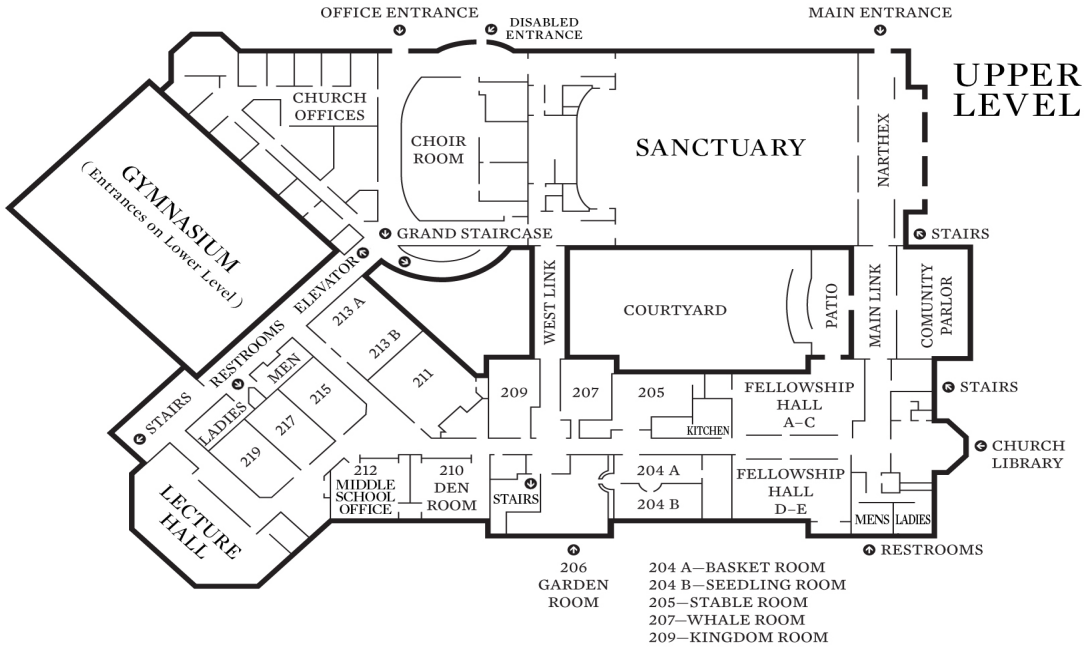 OFFICE ENTRANCE
DISABLED
ENTRANCE
MAIN ENTRANCE
UPPER
LEVEL
CHURCH
OFFICES
CHOIR
ROOM
SANCTUARY
NARTHEX
GYMNASIUM
(Entrances on Lower Level)
GRAND STAIRCASE
STAIRS
ELEVATOR
WEST LINK
COURTYARD
PATIO
MAIN LINK
COMUNITY
PARLOR
213 A
213 B
211
RESTROOMS
MEN
LADIES
215
217
219
STAIRS
209
207
205
KITCHEN
FELLOWSHIP
HALL
A–C
STAIRS
CHURCH
LIBRARY
LECTURE
HALL
212
MIDDLE
SCHOOL
OFFICE
210
DEN
ROOM
STAIRS
204 A
204 B
FELLOWSHIP
HALL
D–E
MENS
LADIES
RESTROOMS
206
GARDEN
ROOM
204 A—BASKET ROOM
204 B—SEEDLING ROOM
205—STABLE ROOM
207—WHALE ROOM
209—KINGDOM ROOM